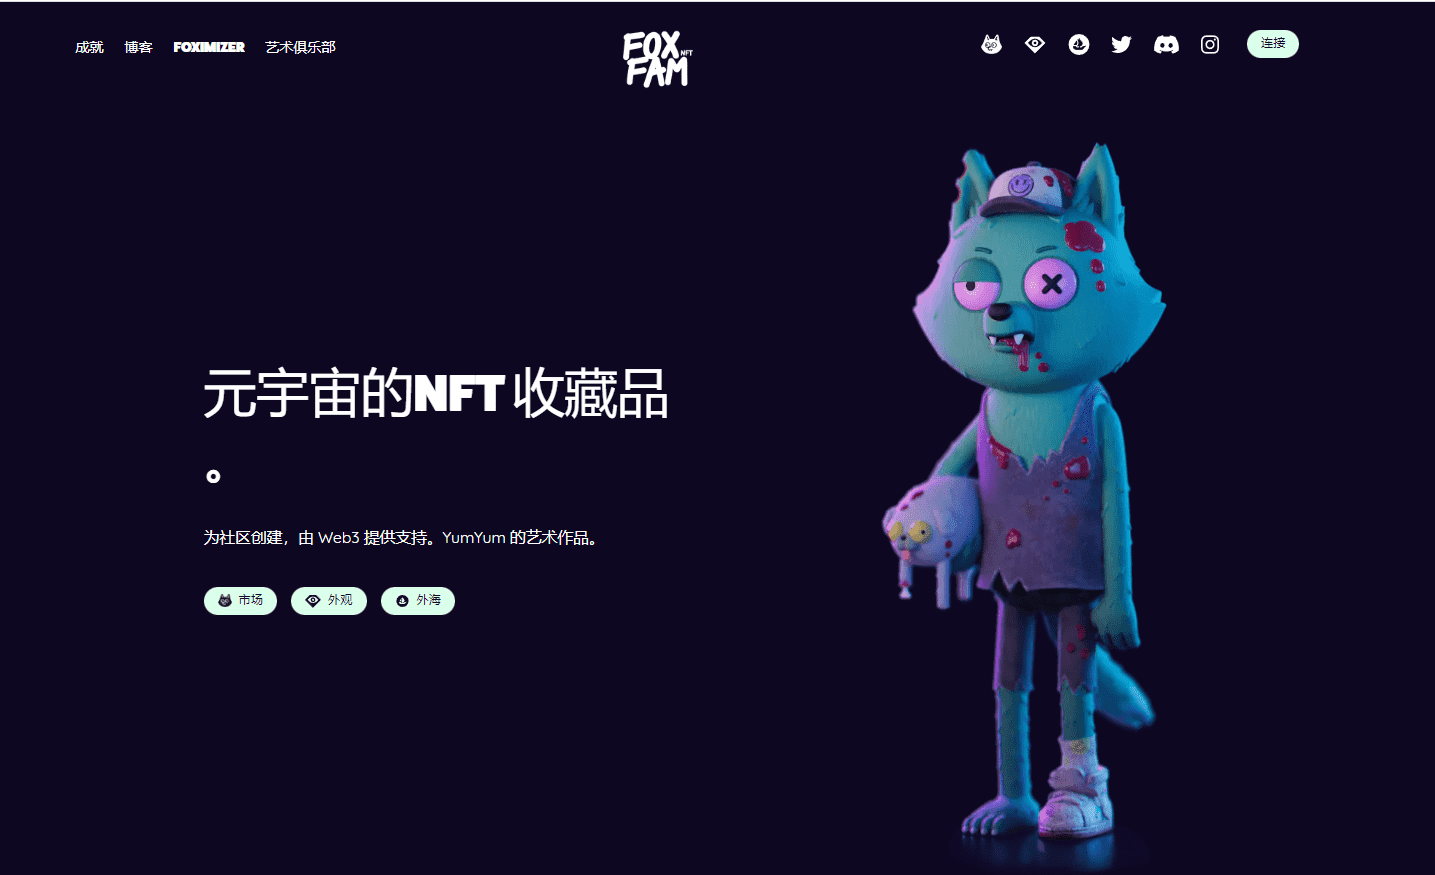 成就 博客 FOXIMIZER 艺术俱乐部
FOX
NFT
FAM
连接
元宇宙的NFT 收藏品
。
为社区创建，由 Web3 提供支持。YumYum 的艺术作品。
市场 外观 外海